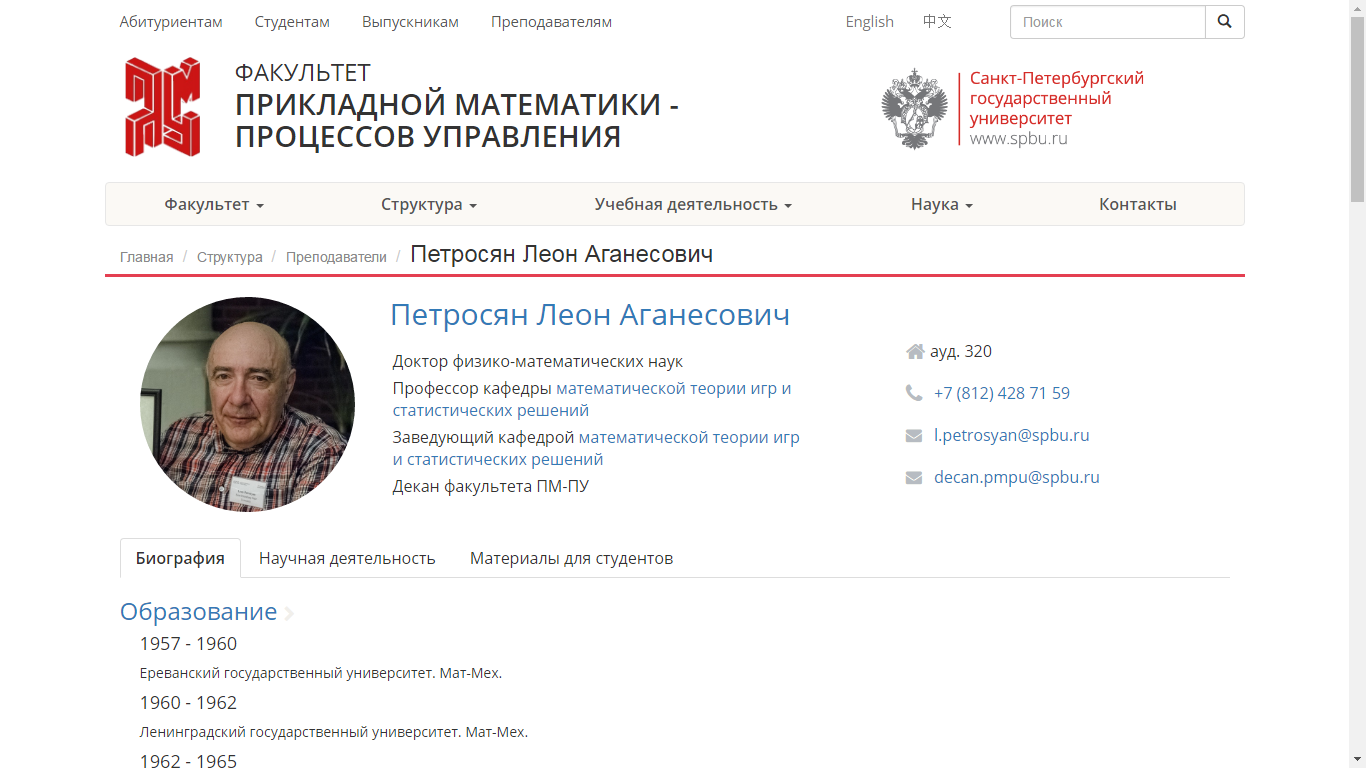 Абитуриентам Студентам Выпускникам Преподавателям English 中文 Поиск
ФАКУЛЬТЕТ
ПРИКЛАДНОЙ МАТЕМАТИКИ -
ПРОЦЕССОВ УПРАВЛЕНИЯ
Санкт-Петербургский
государственный
университет
www.spbu.ru
Факультет Структура Учебная деятельность Наука Контакты
Главная / Структура / Преподаватели / Петросян Леон Аганесович
Петросян Леон Аганесович
Доктор физико-математических наук
Профессор кафедры математической теории игр и
статистических решений
Заведующий кафедрой математической теории игр
и статистических решений
Декан факультета ПМ-ПУ
ауд. 320
+7 (812) 428 71 59
l.petrosyan@spbu.ru
decan.pmpu@spbu.ru
Биография Научная деятельность Материалы для студентов
Образование
1957 - 1960
Ереванский государственный университет. Мат-Мех.
1960 - 1962
Ленинградский государственный университет. Мат-Мех.
1962 - 1965